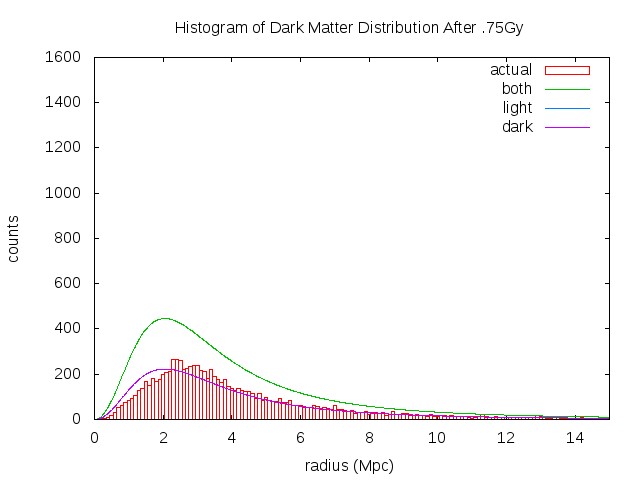 Histogram of Dark Matter Distribution After .75Gy
1600
1400
1200
1000
800
600
400
200
0
counts
actual
both
light
dark
0 2 4 6 8 10 12 14
radius (Mpc)